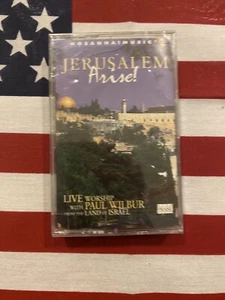 HOSANNA! MUSIC
JERUSALEM
Arise!
LIVE WORSHIP
WITH PAUL WILBUR
FROM THE LAND OF ISRAEL